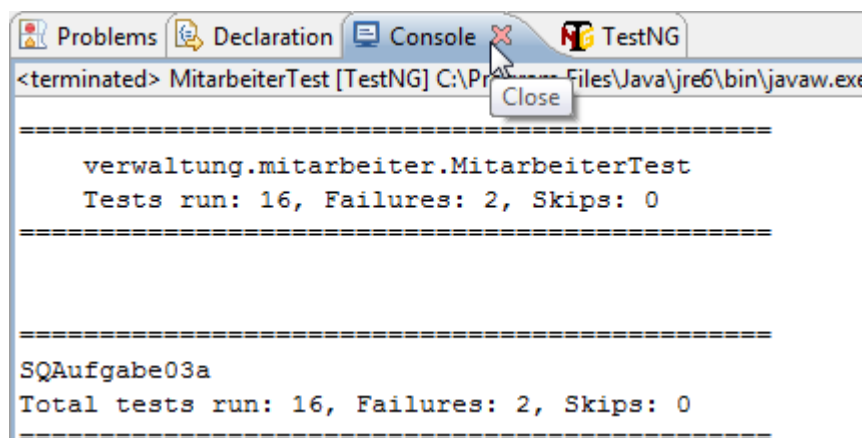 Problems Declaration Console TestNG
<terminated> MitarbeiterTest [TestNG] C:\Program Files\Java\jre6\bin\javaw.exe
Close
==============================================
verwaltung.mitarbeiter.MitarbeiterTest
Tests run: 16, Failures: 2, Skips: 0
==============================================
==============================================
SQAufgabe03a
Total tests run: 16, Failures: 2, Skips: 0
==============================================